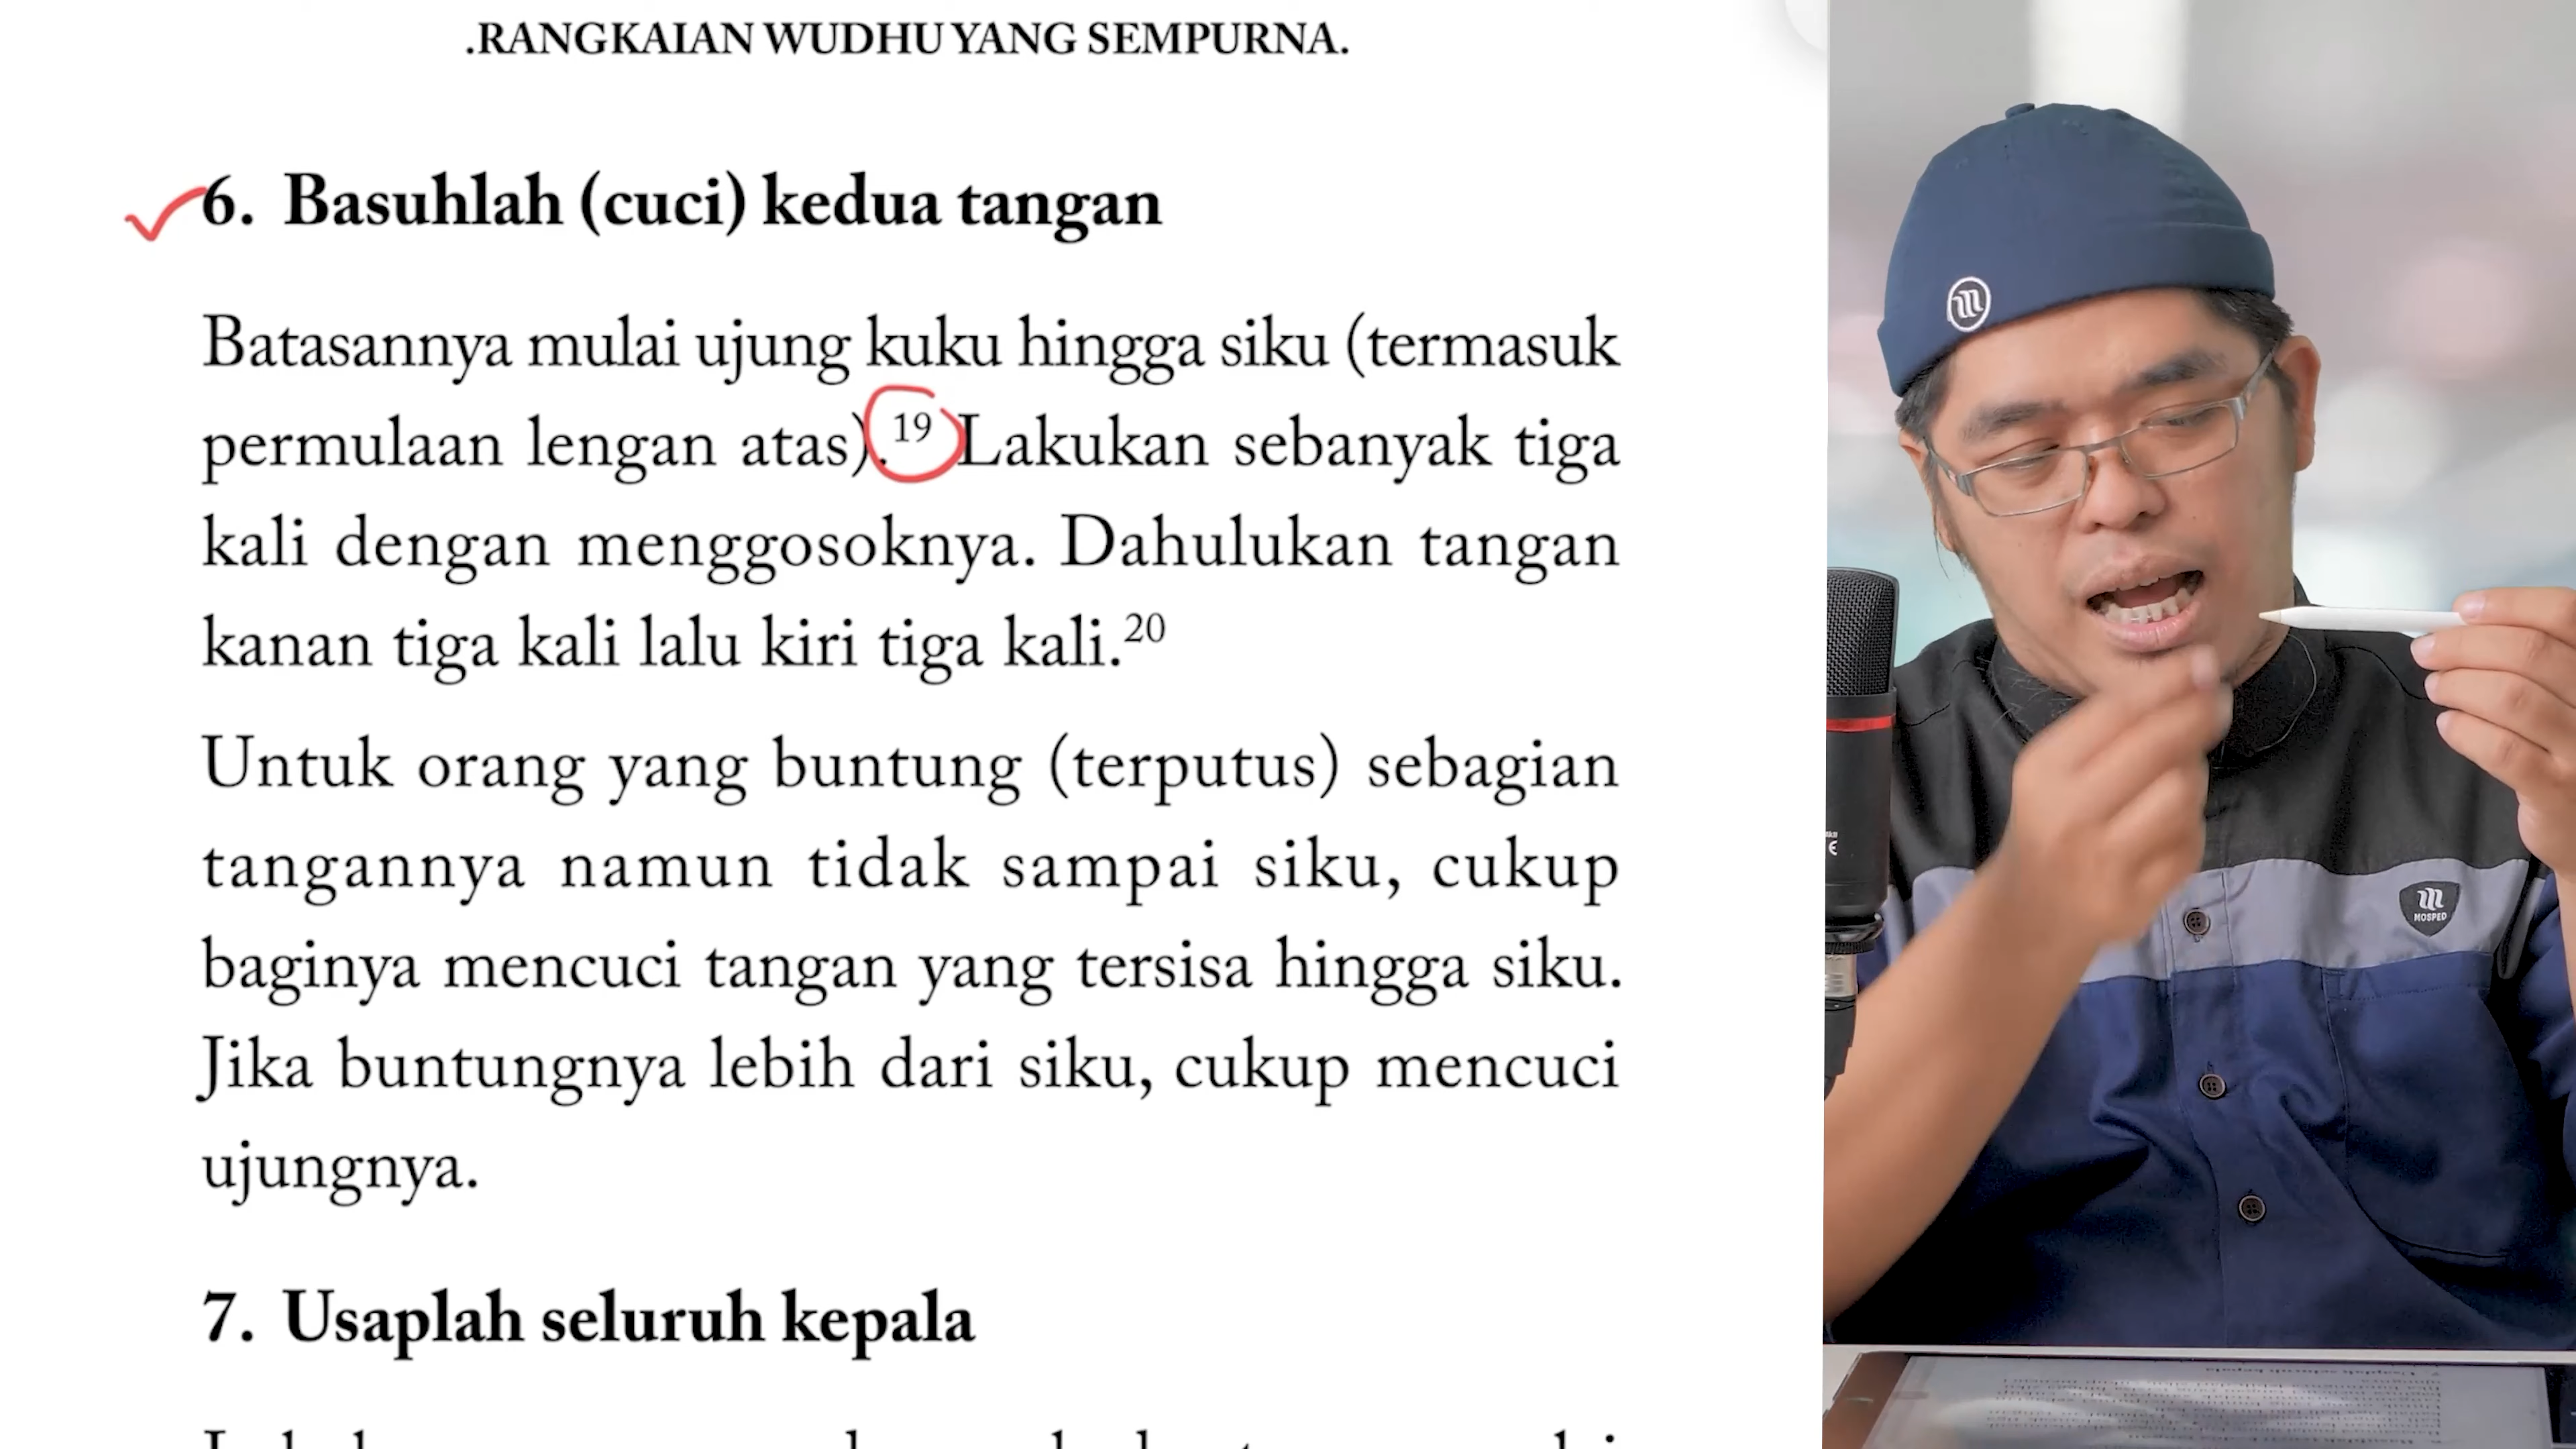 .RANGKAIAN WUDHU YANG SEMPURNA.
6. Basuhlah (cuci) kedua tangan
Batasannya mulai ujung kuku hingga siku (termasuk
permulaan lengan atas).19 Lakukan sebanyak tiga
kali dengan menggosoknya. Dahulukan tangan
kanan tiga kali lalu kiri tiga kali.20
Untuk orang yang buntung (terputus) sebagian
tangannya namun tidak sampai siku, cukup
baginya mencuci tangan yang tersisa hingga siku.
Jika buntungnya lebih dari siku, cukup mencuci
ujungnya.
7. Usaplah seluruh kepala
MOSPED